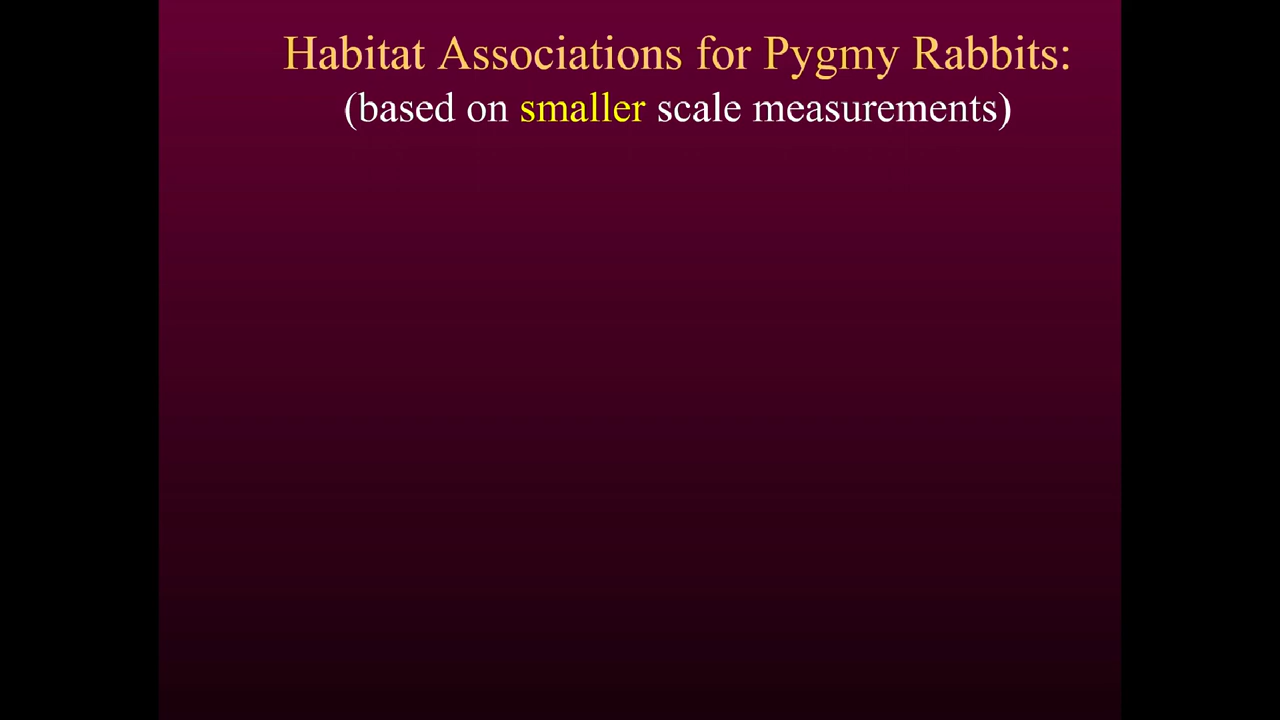 Habitat Associations for Pygmy Rabbits:
(based on smaller scale measurements)